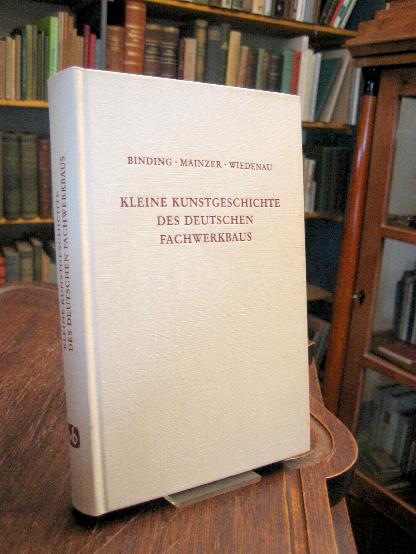 BINDING · MAINZER · WIEDENAU
KLEINE KUNSTGESCHICHTE
DES DEUTSCHEN
FACHWERKBAUS
KLEINE KUNSTGESCHICHTE
DES DEUTSCHEN FACHWERKBAUS